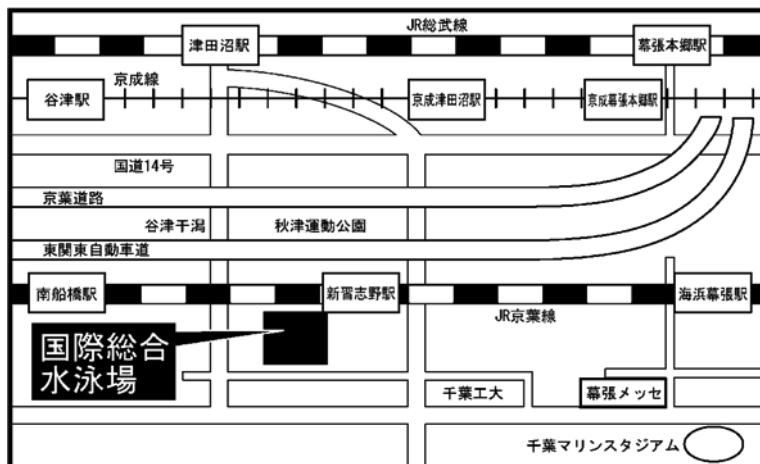 JR総武線
津田沼駅
幕張本郷駅
京成線
谷津駅
京成津田沼駅
京成幕張本郷駅
国道14号
京葉道路
谷津干潟
秋津運動公園
東関東自動車道
南船橋駅
新習志野駅
海浜幕張駅
JR京葉線
国際総合
水泳場
千葉工大
幕張メッセ
千葉マリンスタジアム